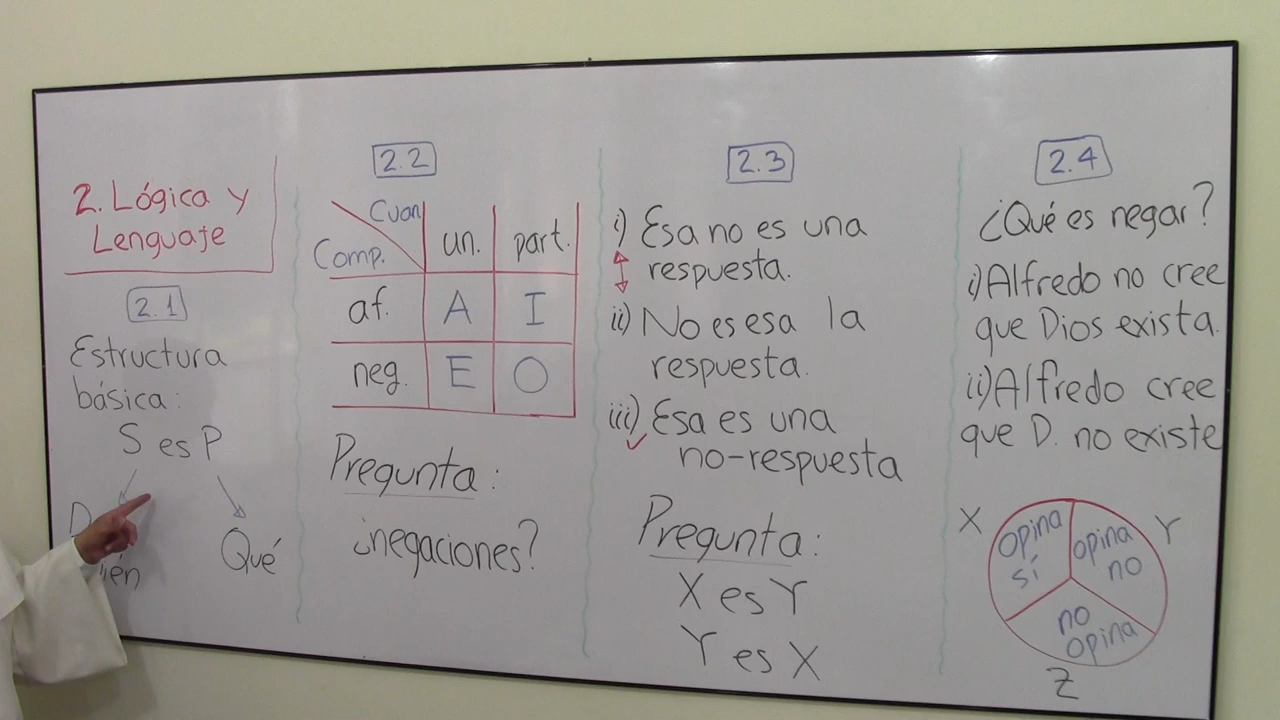 2. Lógica y
Lenguaje
2.1
Estructura
básica:
S es P
Qué
2.2
Cuan
Comp.
un. part.
af. A I
neg. E O
Pregunta:
¿negaciones?
2.3
i) Esa no es una
respuesta.
ii) No es esa la
respuesta.
iii) Esa es una
no-respuesta
Pregunta:
X es Y
Y es X
2.4
¿Qué es negar?
i) Alfredo no cree
que Dios exista.
ii) Alfredo cree
que D. no existe
X
opina
sí
Y
opina
no
no
opina
Z